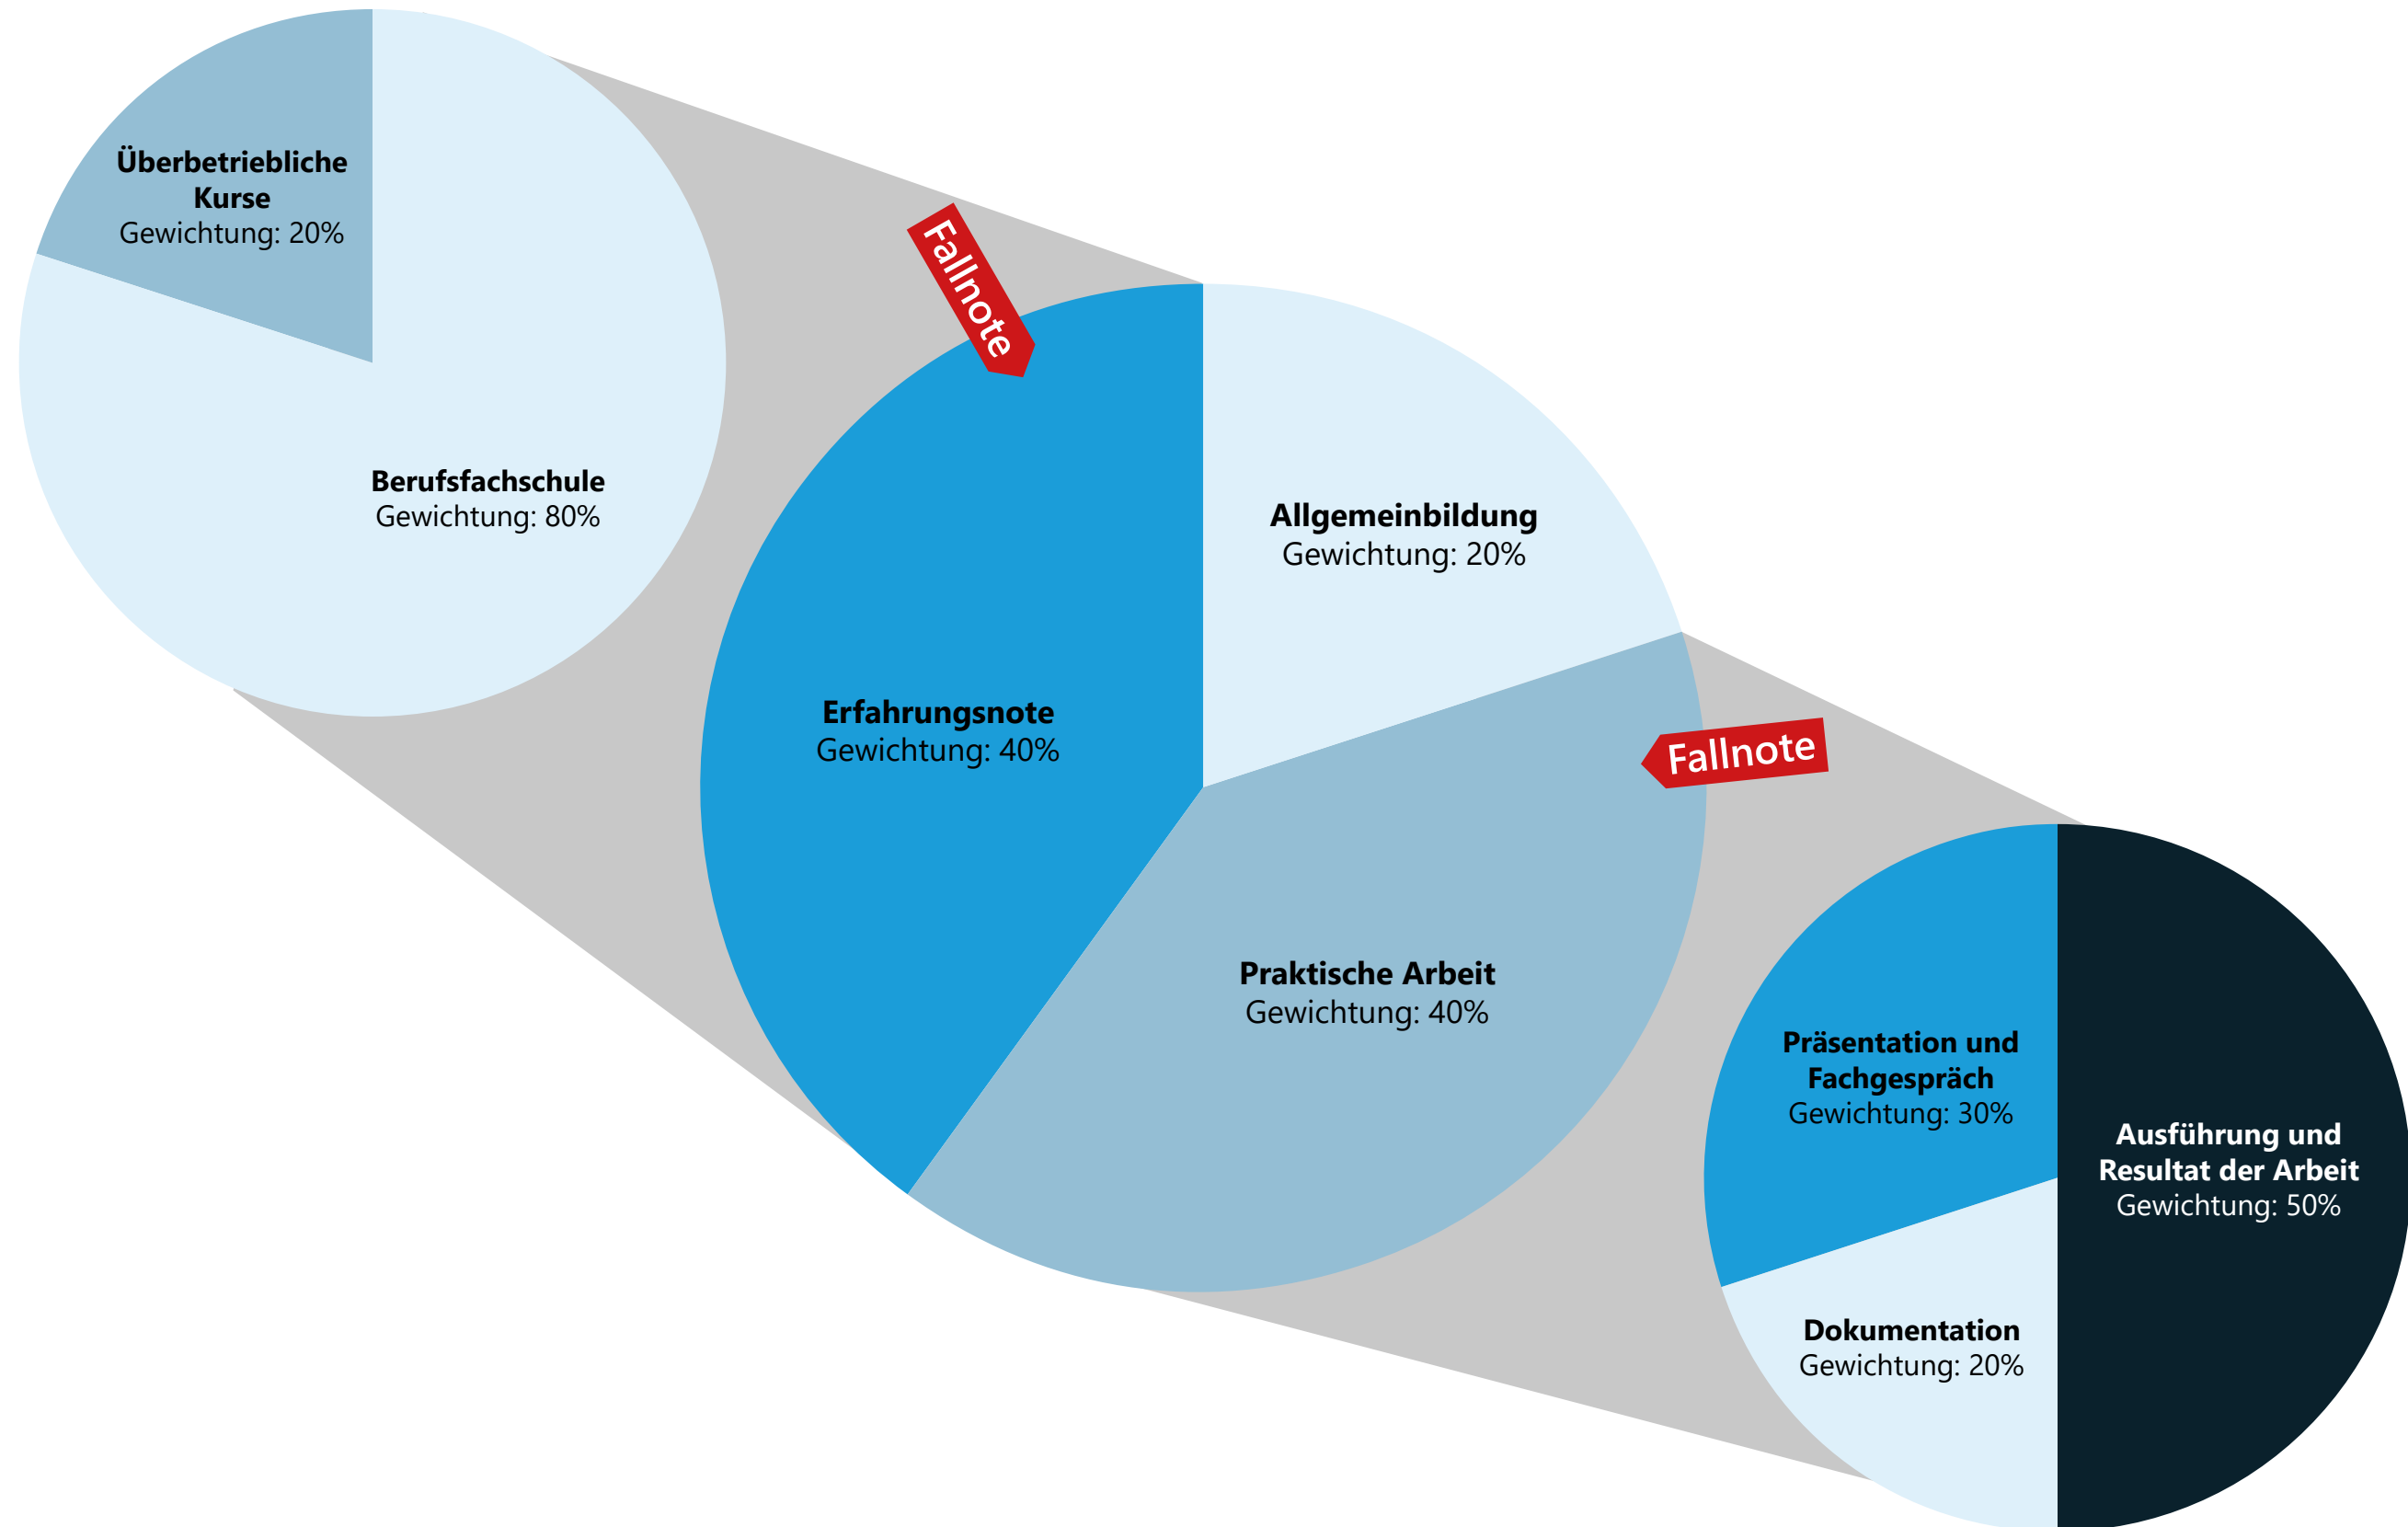 Überbetriebliche
Kurse
Gewichtung: 20%
Berufsfachschule
Gewichtung: 80%
Fallnote
Allgemeinbildung
Gewichtung: 20%
Erfahrungsnote
Gewichtung: 40%
Fallnote
Praktische Arbeit
Gewichtung: 40%
Präsentation und
Fachgespräch
Gewichtung: 30%
Ausführung und
Resultat der Arbeit
Gewichtung: 50%
Dokumentation
Gewichtung: 20%